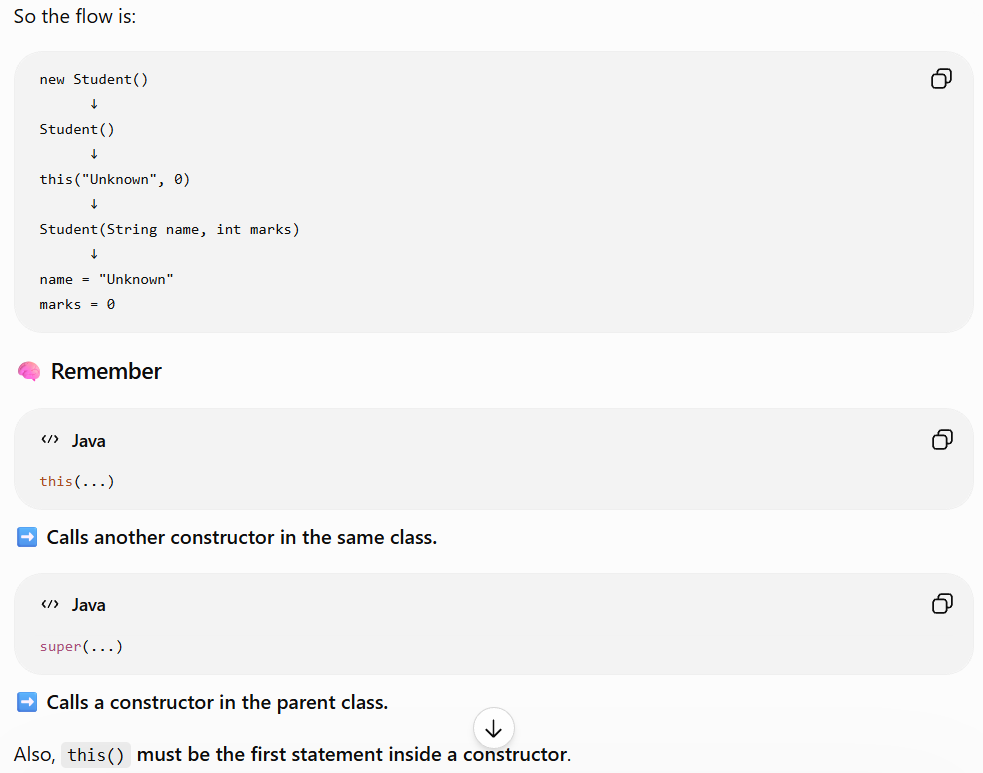 So the flow is:
new Student()
↓
Student()
↓
this("Unknown", 0)
↓
Student(String name, int marks)
↓
name = "Unknown"
marks = 0
🧠 Remember
</> Java
this(...)
➡️ Calls another constructor in the same class.
</> Java
super(...)
➡️ Calls a constructor in the parent class.
Also, this() must be the first statement inside a constructor.